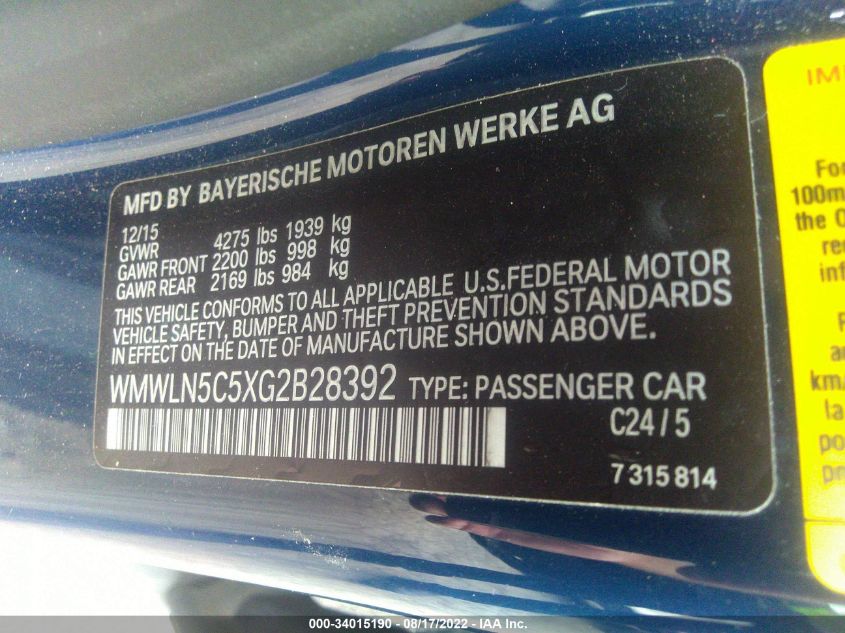 MFD BY BAYERISCHE MOTOREN WERKE AG
12/15
GVWR 4275 lbs 1939 kg
GAWR FRONT 2200 lbs 998 kg
GAWR REAR 2169 lbs 984 kg
THIS VEHICLE CONFORMS TO ALL APPLICABLE U.S.FEDERAL MOTOR
VEHICLE SAFETY, BUMPER AND THEFT PREVENTION STANDARDS
IN EFFECT ON THE DATE OF MANUFACTURE SHOWN ABOVE.
WMWLN5C5XG2B28392 TYPE: PASSENGER CAR
C24/5
7 315 814
IM
Fo
100m
the O
re
inf
an
km/
la
po
000-34015190 - 08/17/2022 - IAA Inc.